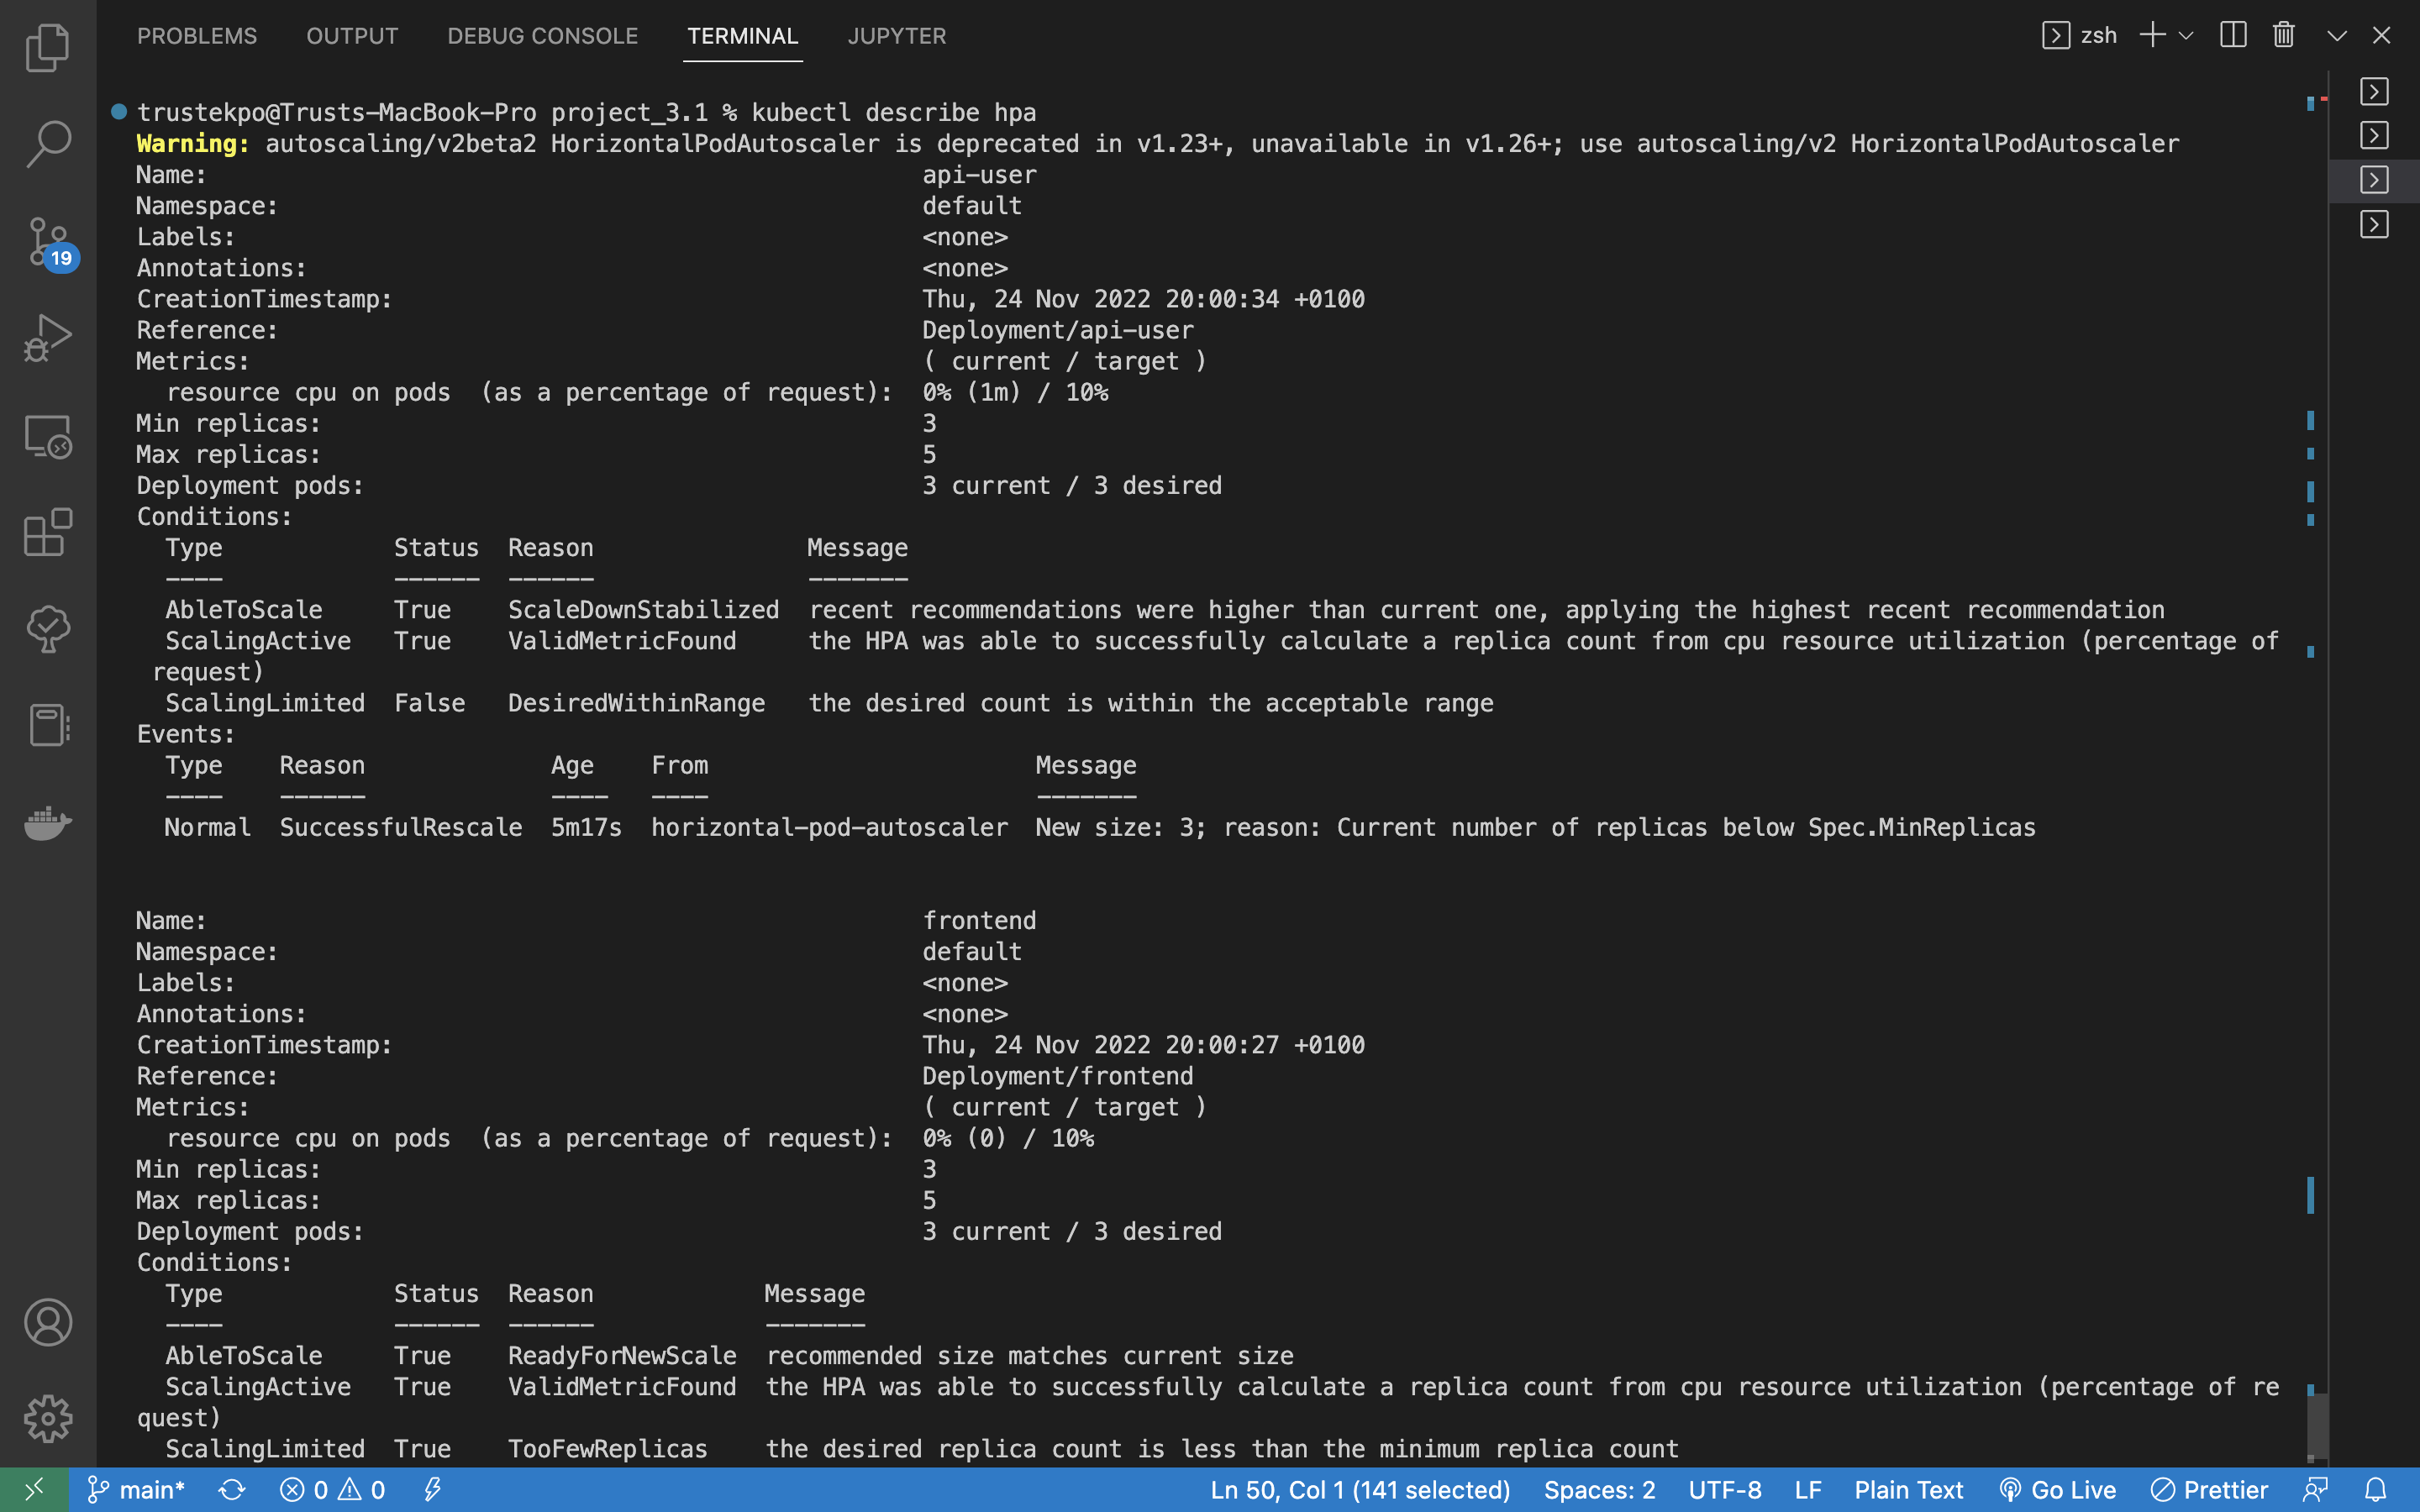 PROBLEMS OUTPUT DEBUG CONSOLE TERMINAL JUPYTER zsh
trustekpo@Trusts-MacBook-Pro project_3.1 % kubectl describe hpa
Warning: autoscaling/v2beta2 HorizontalPodAutoscaler is deprecated in v1.23+, unavailable in v1.26+; use autoscaling/v2 HorizontalPodAutoscaler
Name: api-user
Namespace: default
Labels: <none>
Annotations: <none>
CreationTimestamp: Thu, 24 Nov 2022 20:00:34 +0100
Reference: Deployment/api-user
Metrics: ( current / target )
resource cpu on pods (as a percentage of request): 0% (1m) / 10%
Min replicas: 3
Max replicas: 5
Deployment pods: 3 current / 3 desired
Conditions:
Type Status Reason Message
---- ------ ------ -------
AbleToScale True ScaleDownStabilized recent recommendations were higher than current one, applying the highest recent recommendation
ScalingActive True ValidMetricFound the HPA was able to successfully calculate a replica count from cpu resource utilization (percentage of
request)
ScalingLimited False DesiredWithinRange the desired count is within the acceptable range
Events:
Type Reason Age From Message
---- ------ ---- ---- -------
Normal SuccessfulRescale 5m17s horizontal-pod-autoscaler New size: 3; reason: Current number of replicas below Spec.MinReplicas
Name: frontend
Namespace: default
Labels: <none>
Annotations: <none>
CreationTimestamp: Thu, 24 Nov 2022 20:00:27 +0100
Reference: Deployment/frontend
Metrics: ( current / target )
resource cpu on pods (as a percentage of request): 0% (0) / 10%
Min replicas: 3
Max replicas: 5
Deployment pods: 3 current / 3 desired
Conditions:
Type Status Reason Message
---- ------ ------ -------
AbleToScale True ReadyForNewScale recommended size matches current size
ScalingActive True ValidMetricFound the HPA was able to successfully calculate a replica count from cpu resource utilization (percentage of re
quest)
ScalingLimited True TooFewReplicas the desired replica count is less than the minimum replica count
19
main* 0 0 Ln 50, Col 1 (141 selected) Spaces: 2 UTF-8 LF Plain Text Go Live Prettier